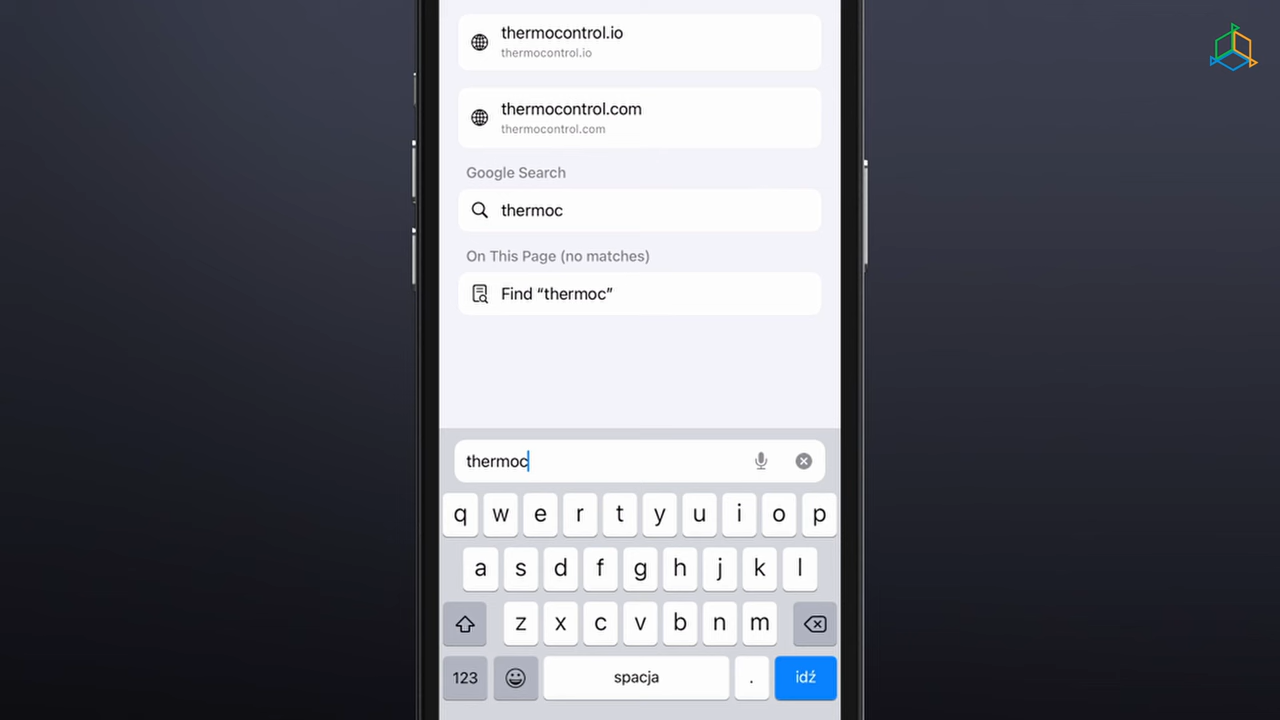 thermocontrol.io
thermocontrol.io
thermocontrol.com
thermocontrol.com
Google Search
thermoc
On This Page (no matches)
Find “thermoc”
thermoc
q w e r t y u i o p
a s d f g h j k l
z x c v b n m
123 spacja . idź